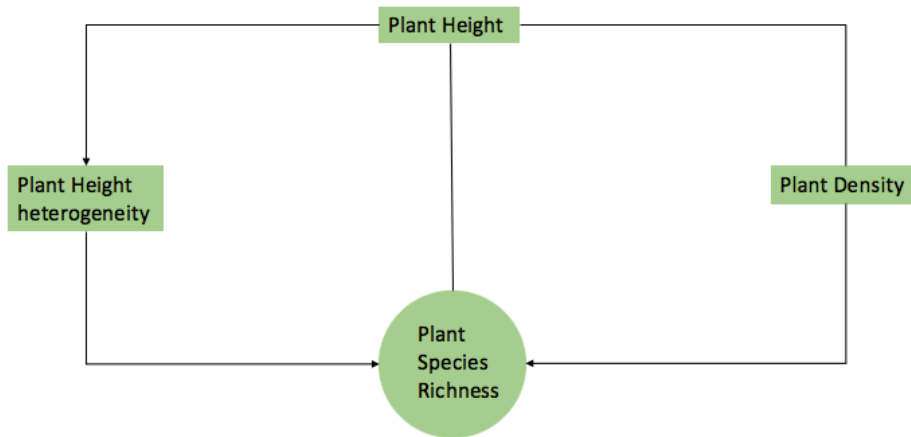 Plant Height
Plant Height
heterogeneity
Plant Density
Plant
Species
Richness